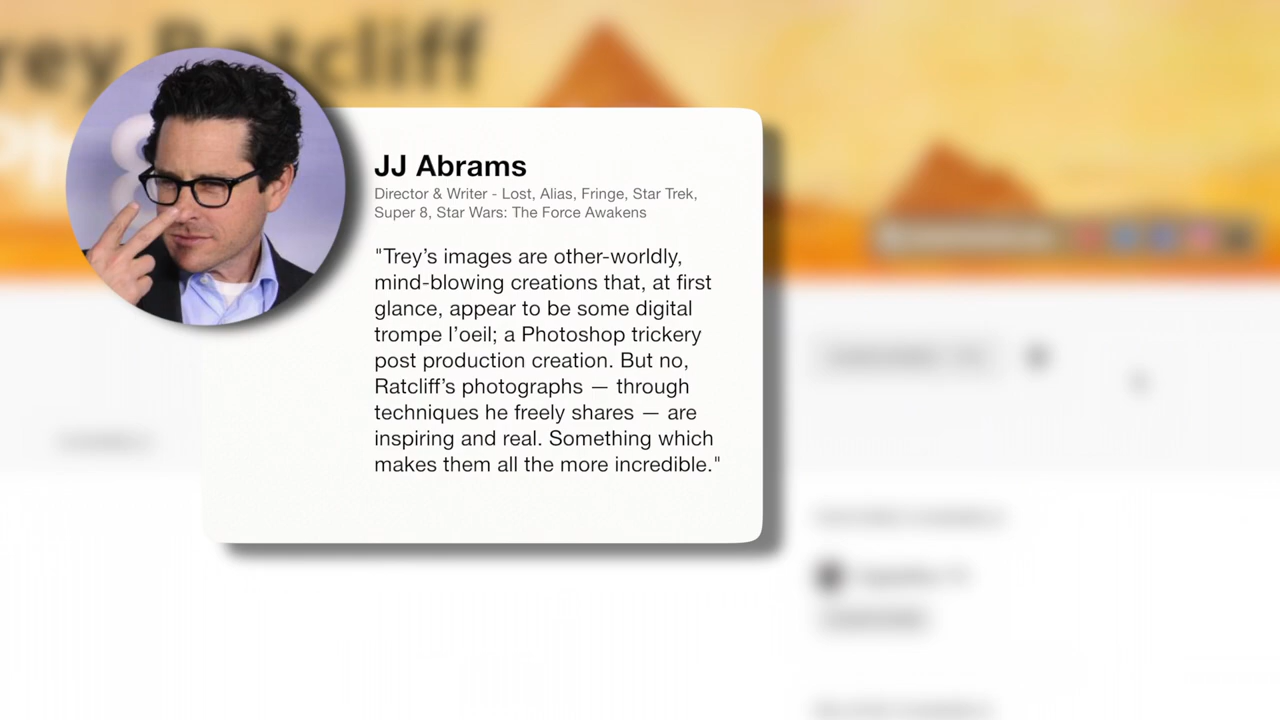 rey Ratcliff
JJ Abrams
Director & Writer - Lost, Alias, Fringe, Star Trek,
Super 8, Star Wars: The Force Awakens
"Trey’s images are other-worldly,
mind-blowing creations that, at first
glance, appear to be some digital
trompe l’oeil; a Photoshop trickery
post production creation. But no,
Ratcliff’s photographs — through
techniques he freely shares — are
inspiring and real. Something which
makes them all the more incredible."